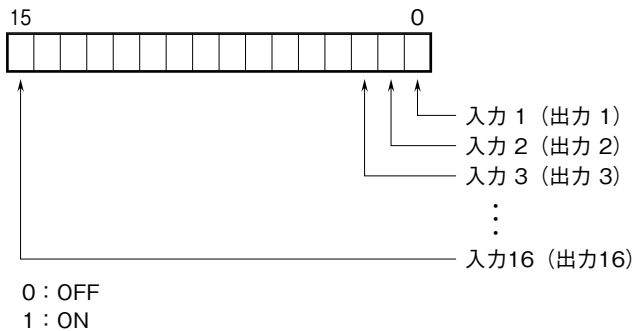 15 0
入力 1（出力 1）
入力 2（出力 2）
入力 3（出力 3）
⋮
入力16（出力16）
0：OFF
1：ON